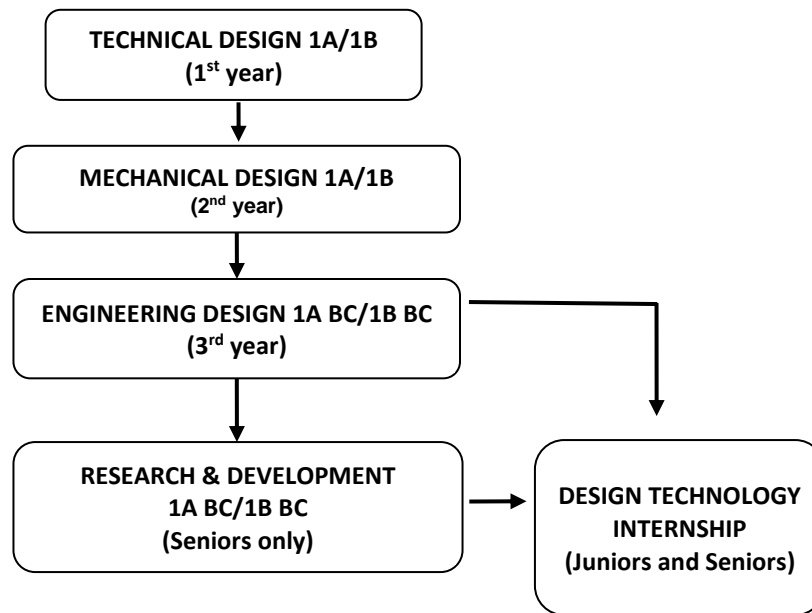 TECHNICAL DESIGN 1A/1B
(1st year)
MECHANICAL DESIGN 1A/1B
(2nd year)
ENGINEERING DESIGN 1A BC/1B BC
(3rd year)
RESEARCH & DEVELOPMENT
1A BC/1B BC
(Seniors only)
DESIGN TECHNOLOGY
INTERNSHIP
(Juniors and Seniors)